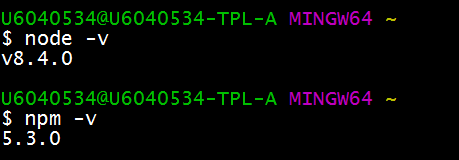 U6040534@U6040534-TPL-A MINGW64 ~
$ node -v
v8.4.0
U6040534@U6040534-TPL-A MINGW64 ~
$ npm -v
5.3.0